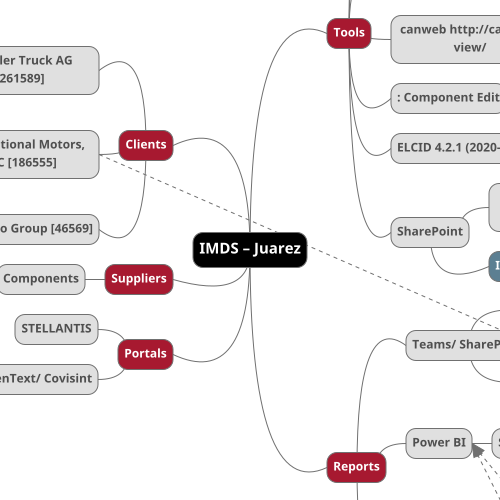 Tools
canweb http://ca
view/
: Component Edit
ELCID 4.2.1 (2020-
SharePoint
ler Truck AG
261589]
Clients
tional Motors,
C [186555]
o Group [46569]
IMDS – Juarez
Components
Suppliers
STELLANTIS
Portals
enText/ Covisint
Teams/ ShareP
Power BI
Reports